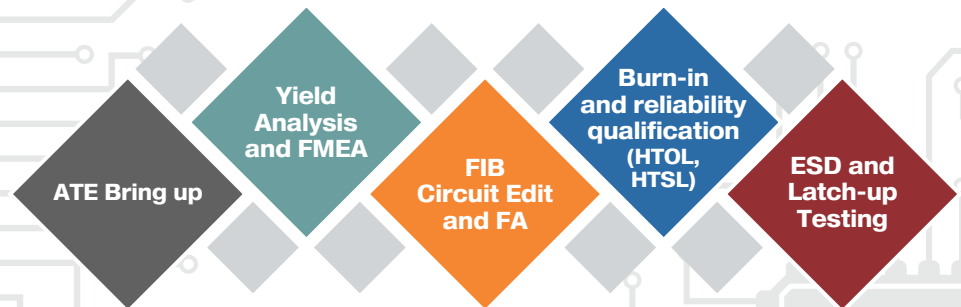 ATE Bring up
Yield
Analysis
and FMEA
FIB
Circuit Edit
and FA
Burn-in
and reliability
qualification
(HTOL,
HTSL)
ESD and
Latch-up
Testing